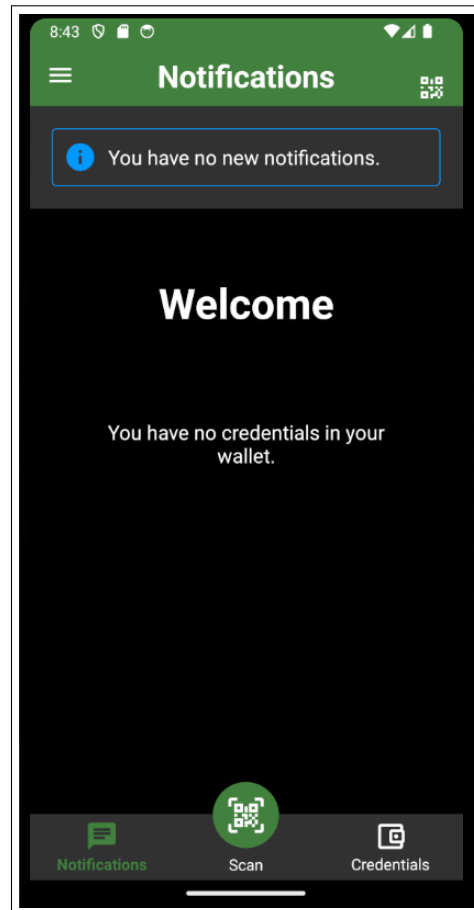 8:43
Notifications
You have no new notifications.
Welcome
You have no credentials in your
wallet.
Notifications
Scan
Credentials